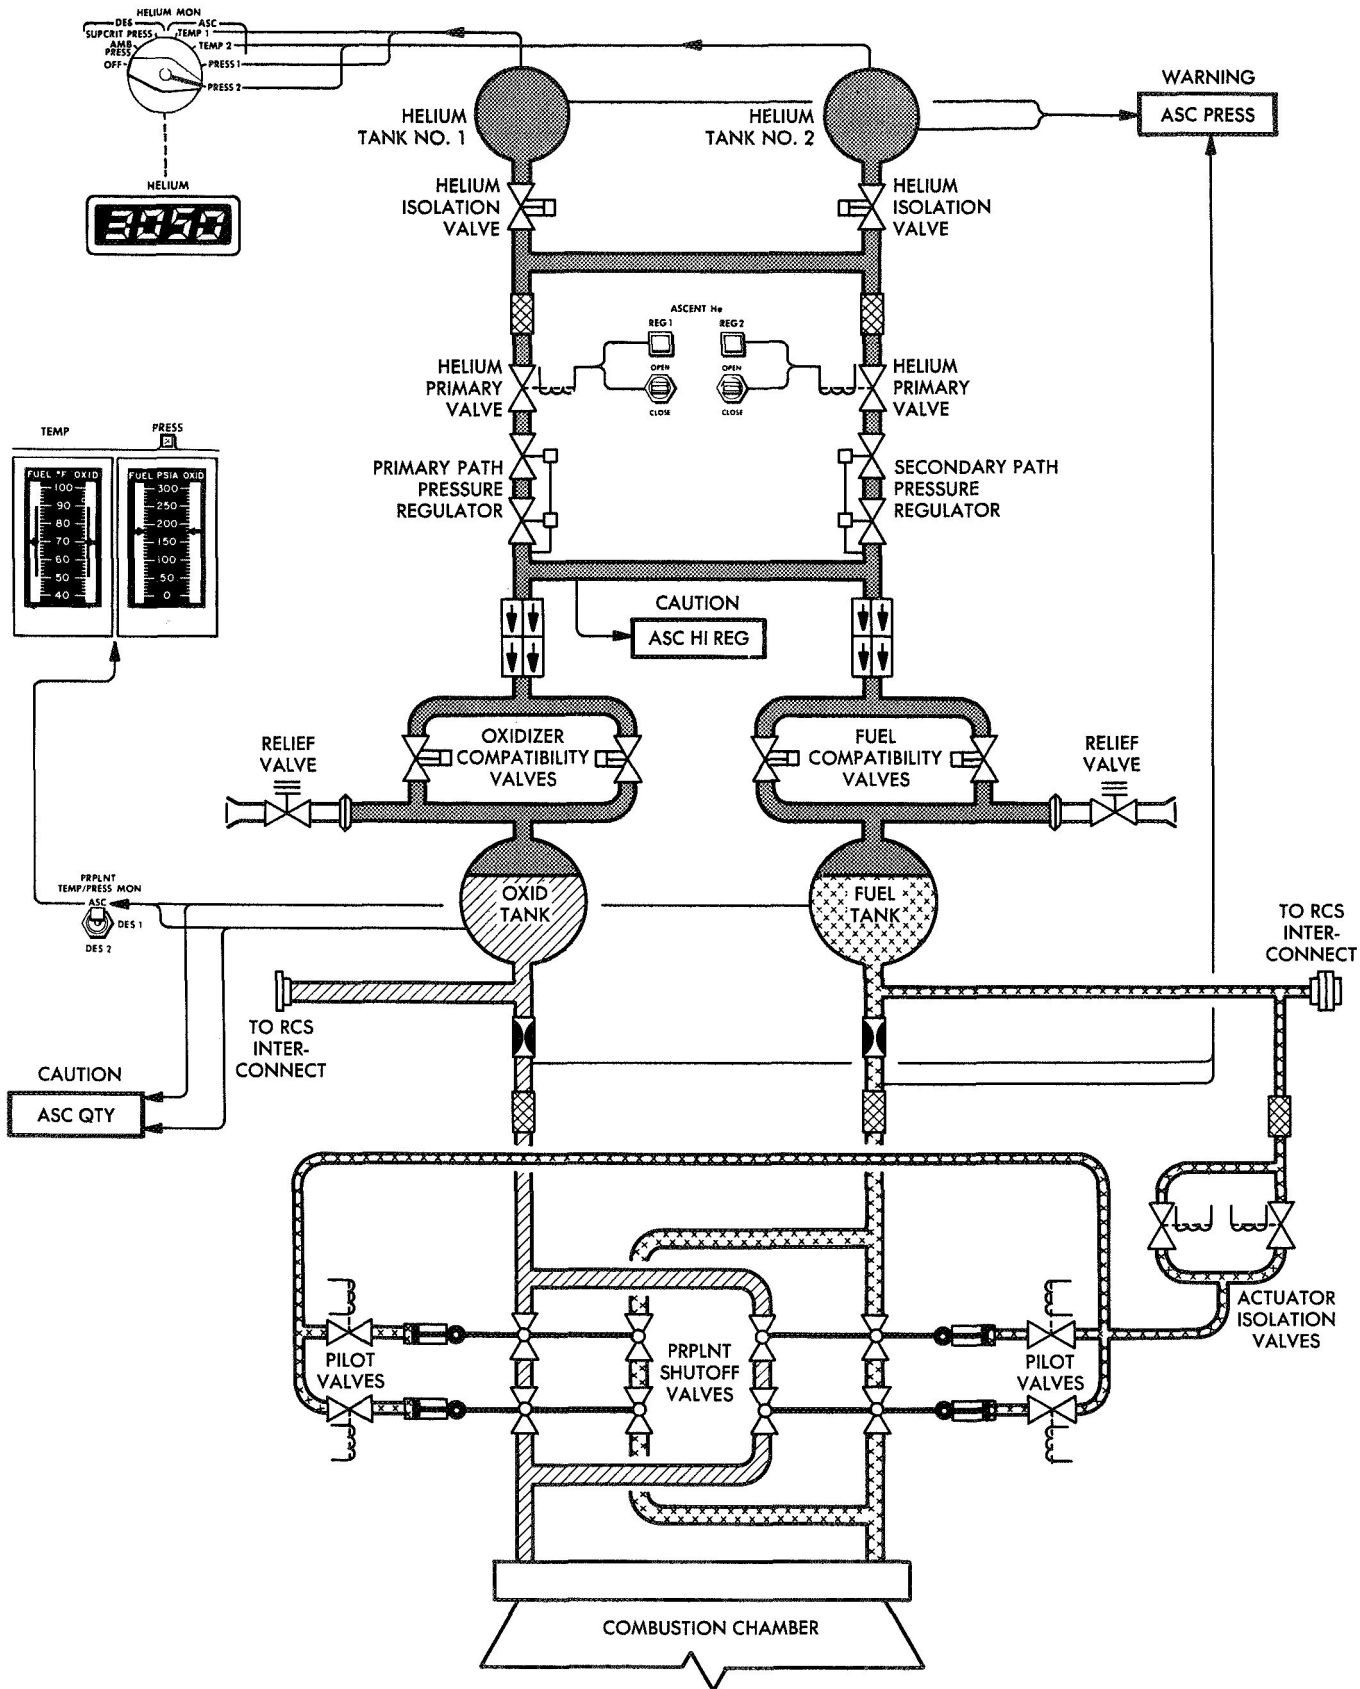 HELIUM MON
DES
ASC
SUPCRIT PRESS
TEMP 1
AMB
PRESS
TEMP 2
OFF
PRESS 1
PRESS 2
HELIUM
3050
HELIUM
TANK NO. 1
HELIUM
TANK NO. 2
WARNING
ASC PRESS
HELIUM
ISOLATION
VALVE
HELIUM
ISOLATION
VALVE
ASCENT He
REG 1
REG 2
OPEN
OPEN
CLOSE
CLOSE
HELIUM
PRIMARY
VALVE
HELIUM
PRIMARY
VALVE
TEMP
PRESS
FUEL °F OXID
100
90
80
70
60
50
40
FUEL PSIA OXID
300
250
200
150
100
50
0
PRIMARY PATH
PRESSURE
REGULATOR
SECONDARY PATH
PRESSURE
REGULATOR
CAUTION
ASC HI REG
RELIEF
VALVE
OXIDIZER
COMPATIBILITY
VALVES
FUEL
COMPATIBILITY
VALVES
RELIEF
VALVE
PRPLNT
TEMP/PRESS MON
ASC
DES 1
DES 2
OXID
TANK
FUEL
TANK
TO RCS
INTER-
CONNECT
TO RCS
INTER-
CONNECT
CAUTION
ASC QTY
PILOT
VALVES
PRPLNT
SHUTOFF
VALVES
PILOT
VALVES
ACTUATOR
ISOLATION
VALVES
COMBUSTION CHAMBER